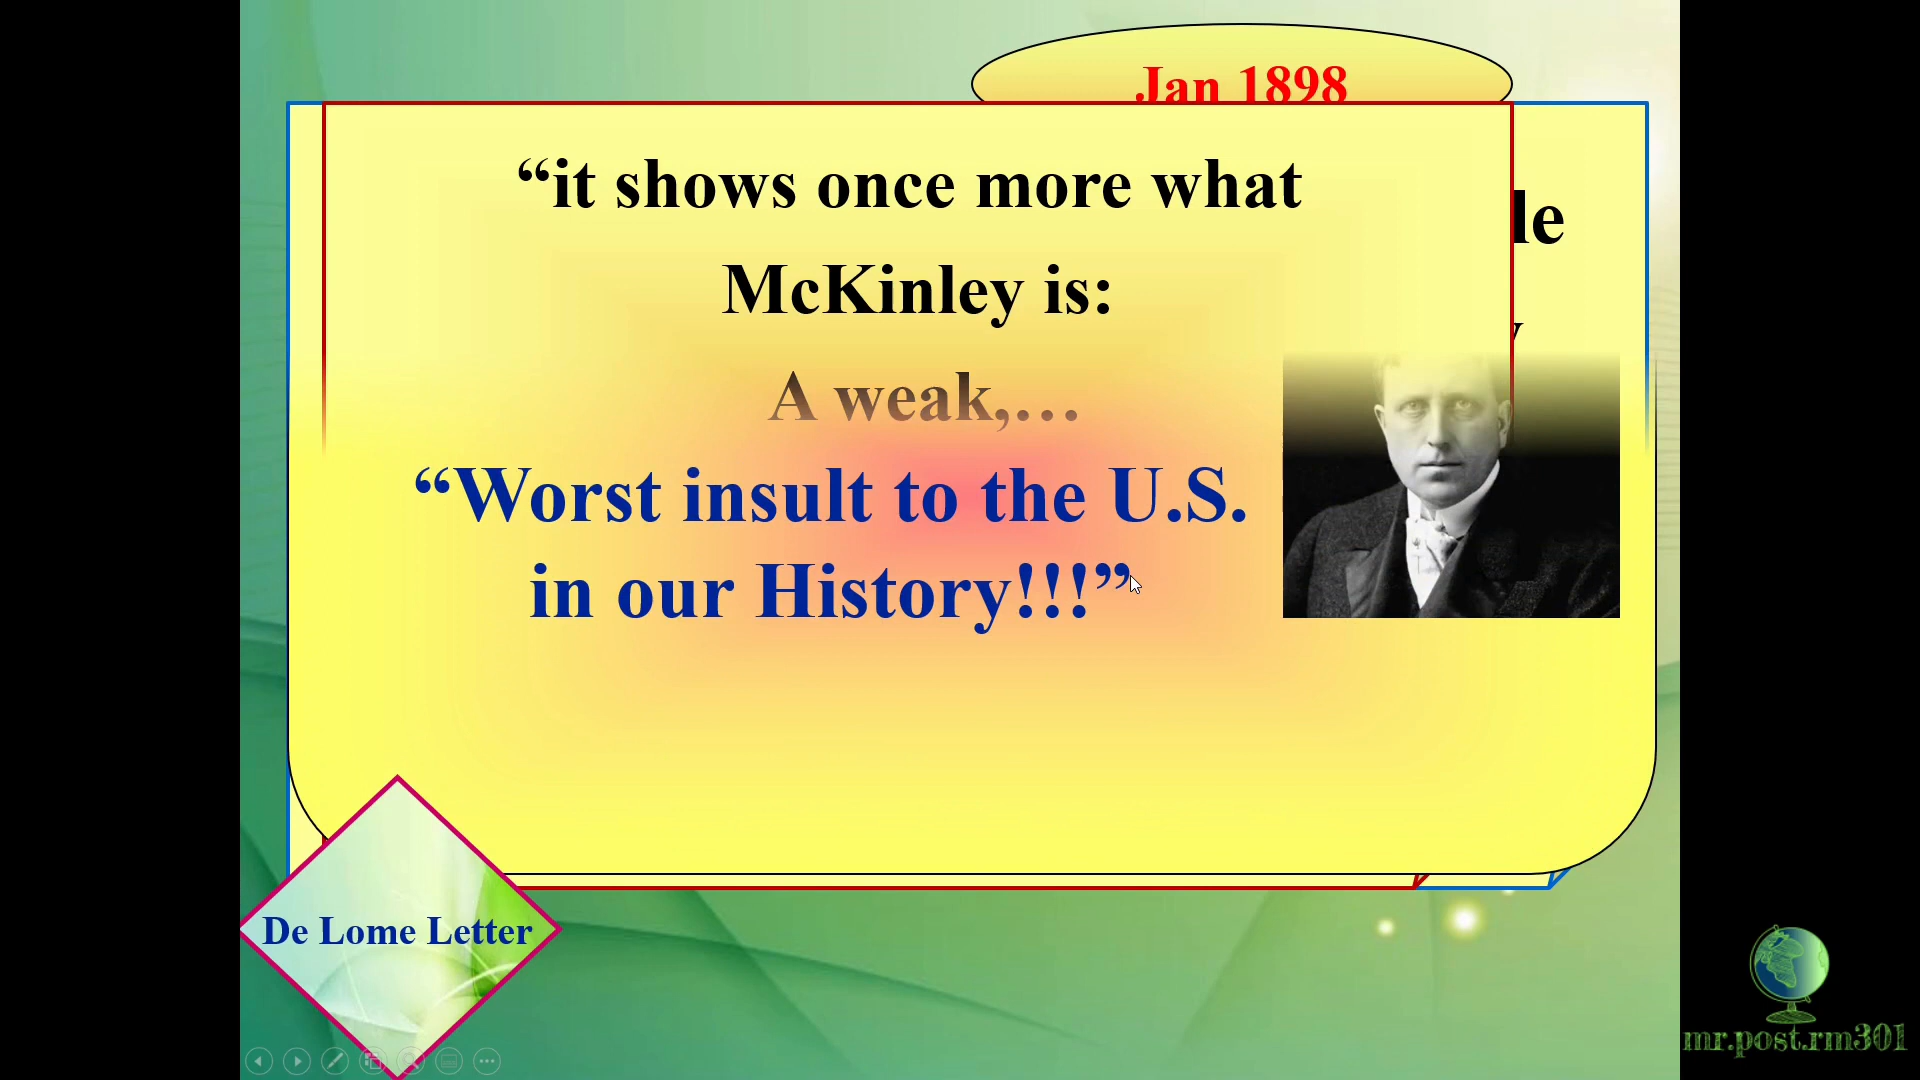 Jan 1898
“it shows once more what
McKinley is:
A weak,…
“Worst insult to the U.S.
in our History!!!”
De Lome Letter
mr.post.rm301